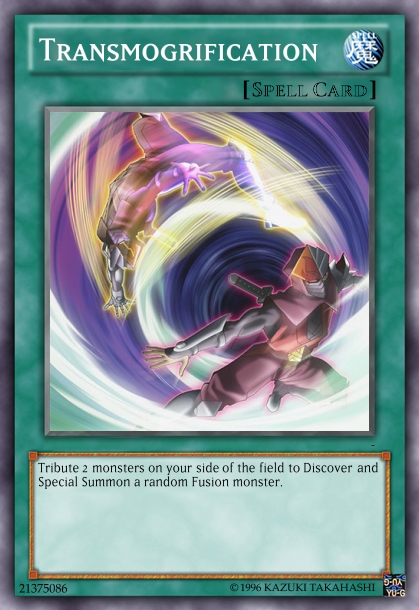 Transmogrification
魔
[Spell Card]
Tribute 2 monsters on your side of the field to Discover and
Special Summon a random Fusion monster.
21375086
©1996 KAZUKI TAKAHASHI